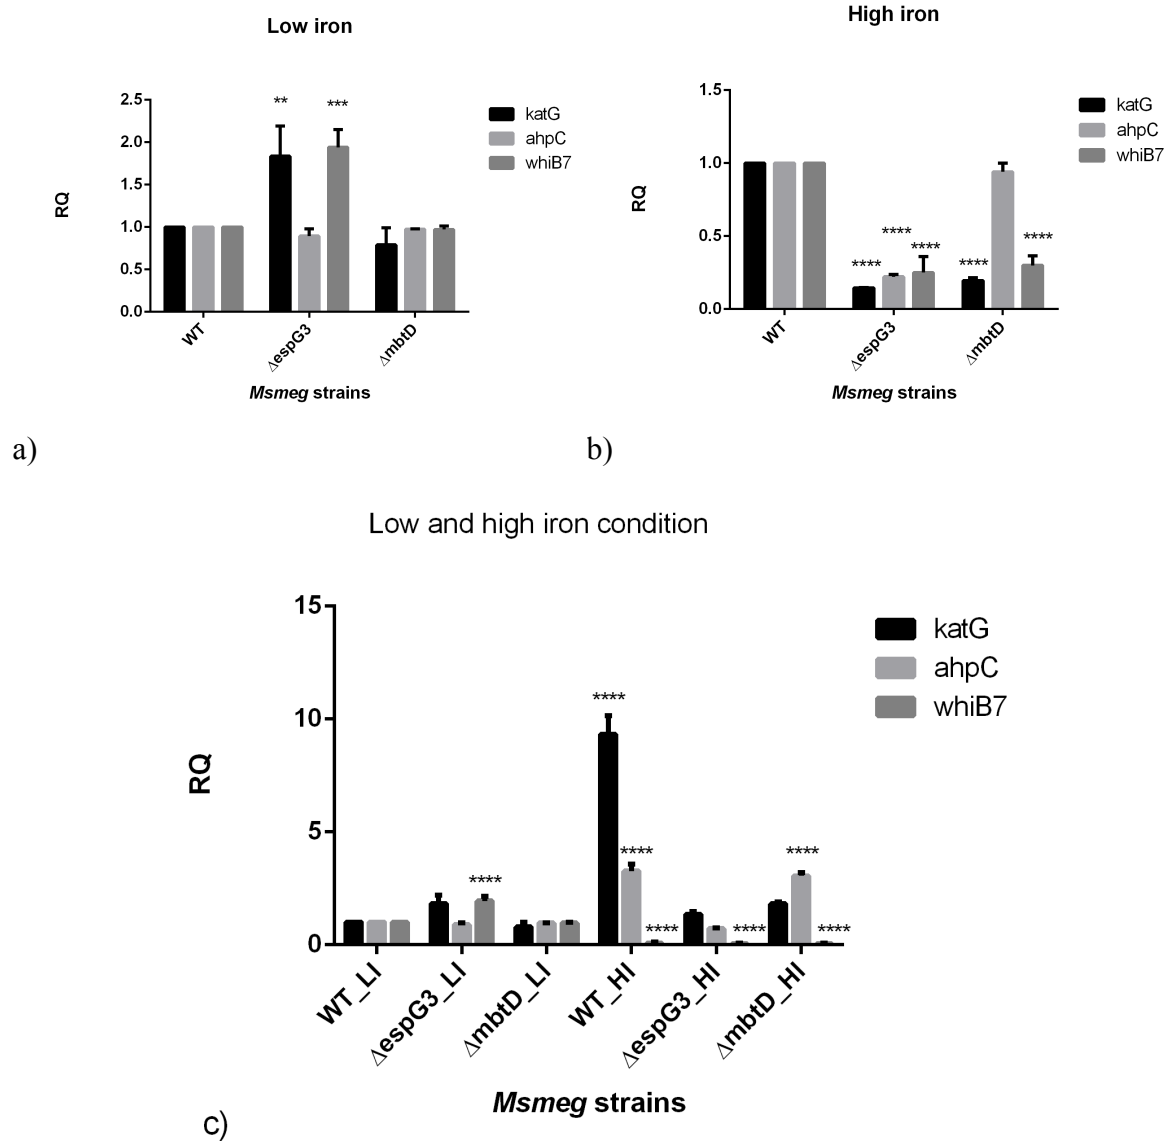 Low iron
2.5
2.0
1.5
1.0
0.5
0.0
RQ
** ***
katG
ahpC
whiB7
WT ΔespG3 ΔmbtD
Msmeg strains
a)
High iron
1.5
1.0
0.5
0.0
RQ
**** **** **** **** ****
katG
ahpC
whiB7
WT ΔespG3 ΔmbtD
Msmeg strains
b)
Low and high iron condition
15
10
5
0
RQ
**** **** **** **** **** **** ****
katG
ahpC
whiB7
WT_LI ΔespG3_LI ΔmbtD_LI WT_HI ΔespG3_HI ΔmbtD_HI
Msmeg strains
c)